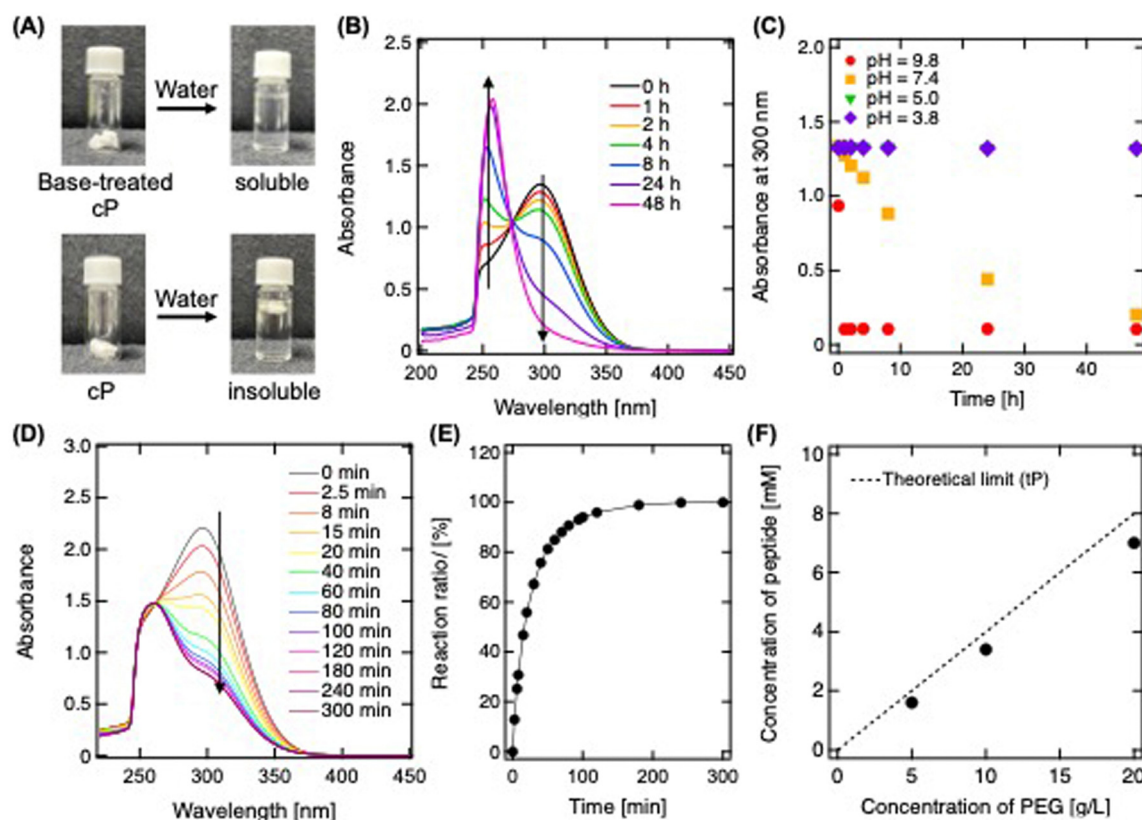 (A)
Water
Base-treated
cP
soluble
Water
cP
insoluble
(B)
2.5
2.0
1.5
1.0
0.5
0
Absorbance
0 h
1 h
2 h
4 h
8 h
24 h
48 h
200 250 300 350 400 450
Wavelength [nm]
(C)
2.0
1.5
1.0
0.5
0
Absorbance at 300 nm
pH = 9.8
pH = 7.4
pH = 5.0
pH = 3.8
0 10 20 30 40
Time [h]
(D)
3.0
2.5
2.0
1.5
1.0
0.5
0
Absorbance
0 min
2.5 min
8 min
15 min
20 min
40 min
60 min
80 min
100 min
120 min
180 min
240 min
300 min
250 300 350 400 450
Wavelength [nm]
(E)
120
100
80
60
40
20
0
Reaction ratio/ [%]
0 100 200 300
Time [min]
(F)
10
8
6
4
2
0
Concentration of peptide [mM]
Theoretical limit (tP)
0 5 10 15 20
Concentration of PEG [g/L]